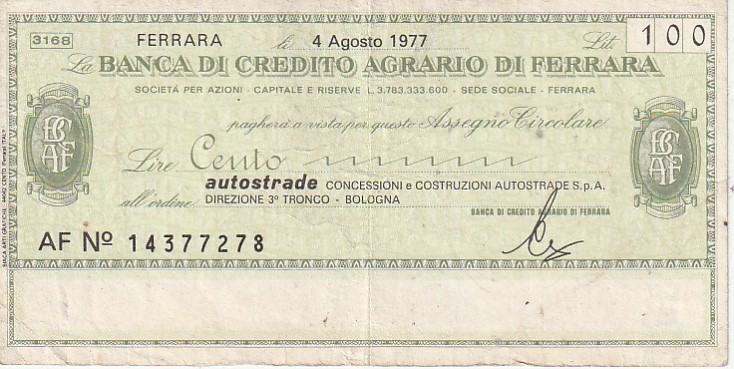 3168 FERRARA li 4 Agosto 1977 Lit. 100
La BANCA DI CREDITO AGRARIO DI FERRARA
SOCIETÀ PER AZIONI - CAPITALE E RISERVE L. 3.783.333.600 - SEDE SOCIALE - FERRARA
pagherà a vista per questo Assegno Circolare
Lire Cento
autostrade CONCESSIONI e COSTRUZIONI AUTOSTRADE S.p.A.
all'ordine DIREZIONE 3° TRONCO - BOLOGNA
BANCA DI CREDITO AGRARIO DI FERRARA
AF Nº 14377278
BCAF
BCAF